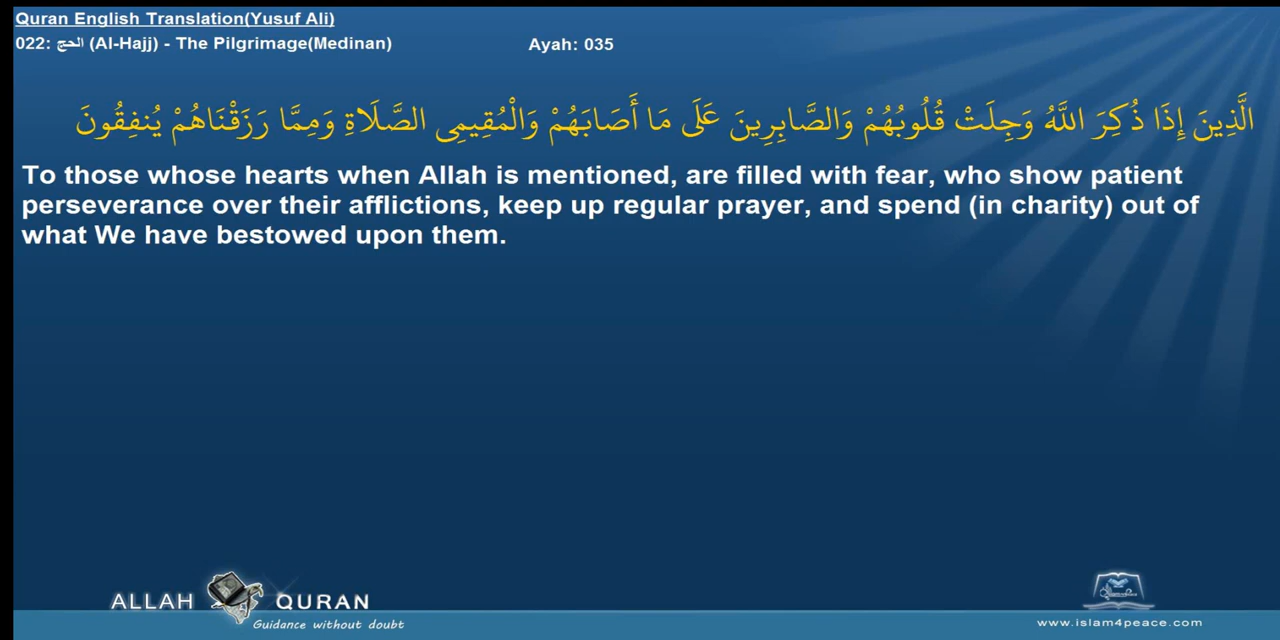 Quran English Translation(Yusuf Ali)
022: الحج (Al-Hajj) - The Pilgrimage(Medinan) Ayah: 035
الَّذِينَ إِذَا ذُكِرَ اللَّهُ وَجِلَتْ قُلُوبُهُمْ وَالصَّابِرِينَ عَلَى مَا أَصَابَهُمْ وَالْمُقِيمِى الصَّلَاةِ وَمِمَّا رَزَقْنَاهُمْ يُنفِقُونَ
To those whose hearts when Allah is mentioned, are filled with fear, who show patient
perseverance over their afflictions, keep up regular prayer, and spend (in charity) out of
what We have bestowed upon them.
ALLAH QURAN
Guidance without doubt
www.islam4peace.com